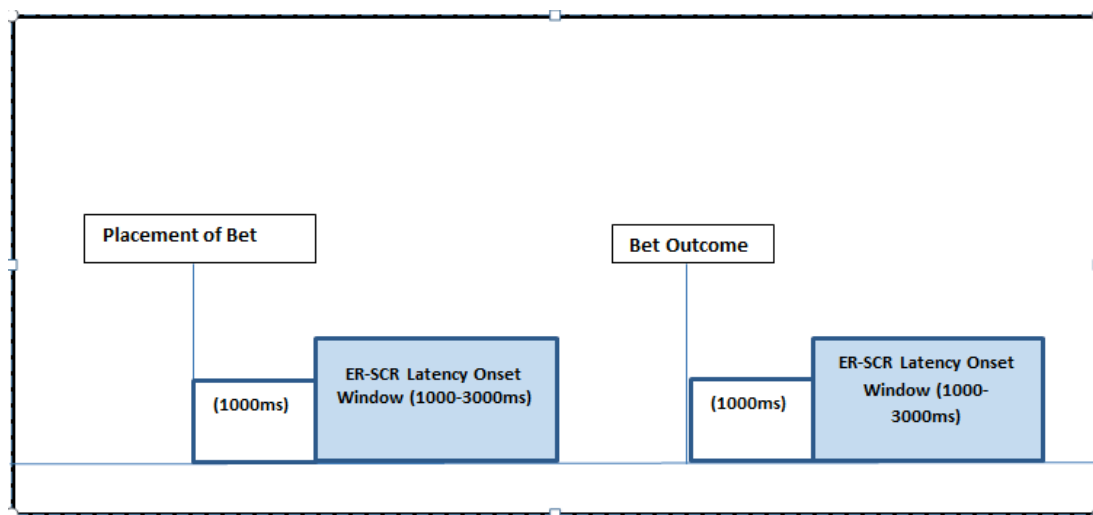 Placement of Bet
Bet Outcome
(1000ms)
ER-SCR Latency Onset
Window (1000-3000ms)
(1000ms)
ER-SCR Latency Onset
Window (1000-
3000ms)